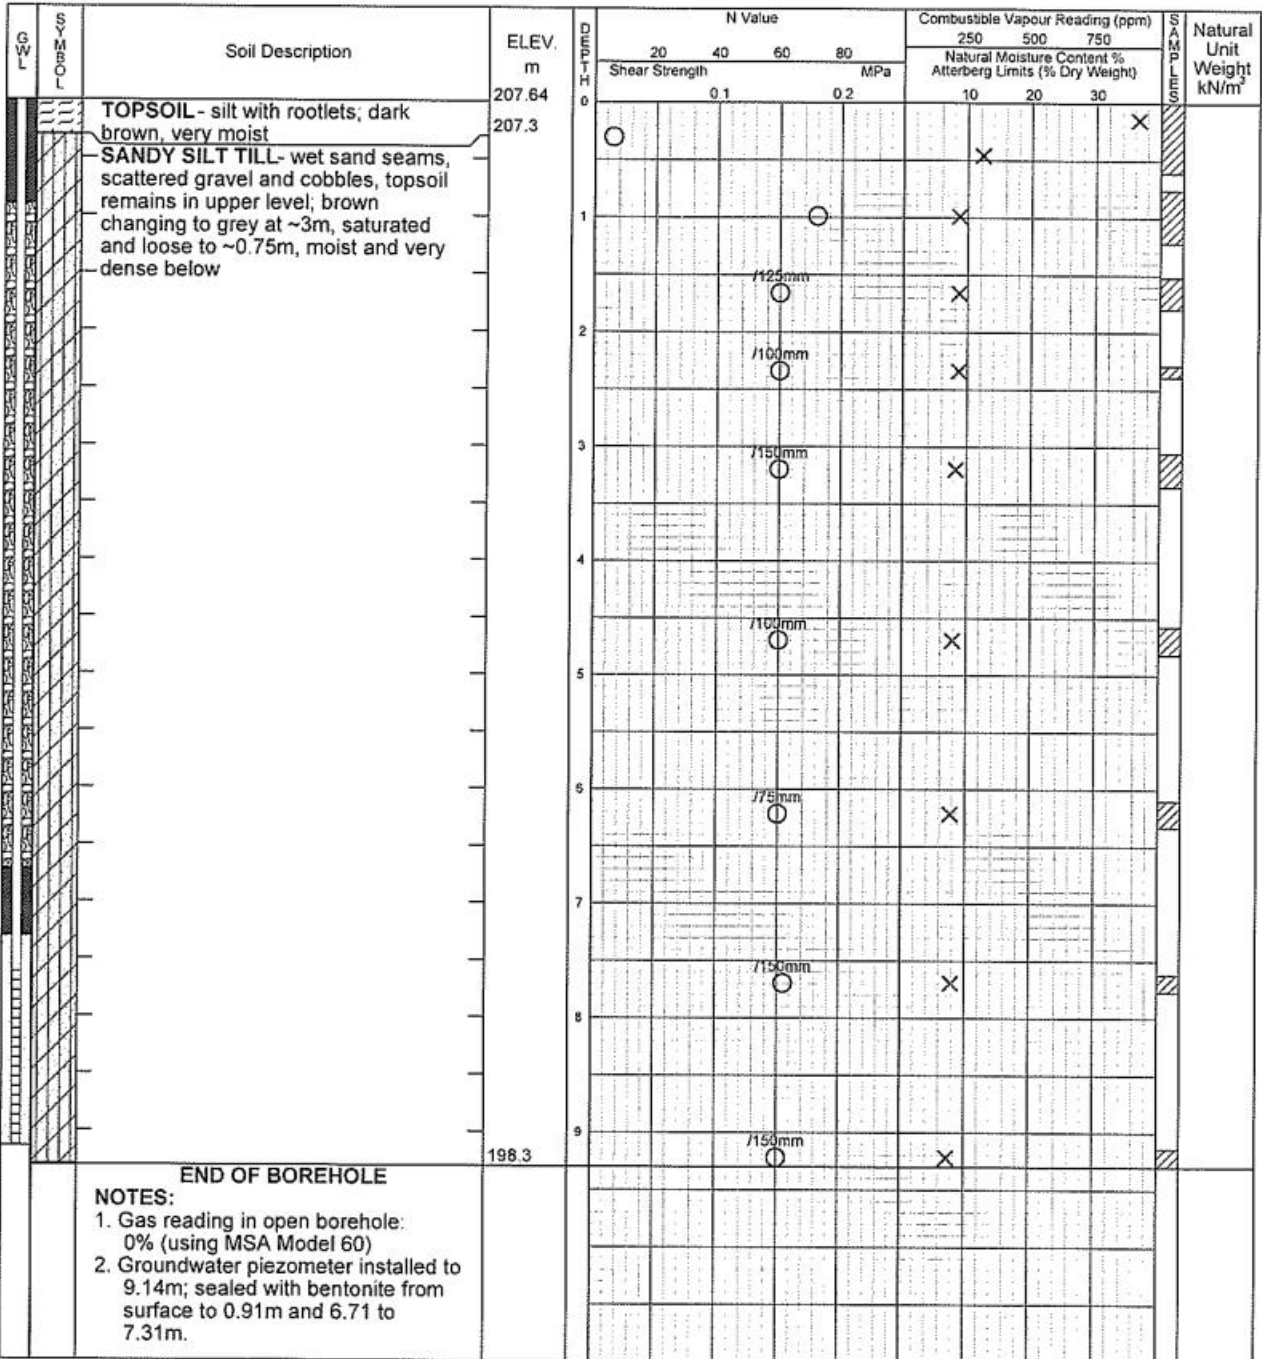 GWL
SYMBOL
Soil Description
ELEV.
m
DEPTH
N Value
20 40 60 80
Shear Strength MPa
0.1 0.2
Combustible Vapour Reading (ppm)
250 500 750
Natural Moisture Content %
Atterberg Limits (% Dry Weight)
10 20 30
SAMPLES
Natural
Unit
Weight
kN/m³
207.64
0
TOPSOIL- silt with rootlets; dark
brown, very moist
207.3
SANDY SILT TILL- wet sand seams,
scattered gravel and cobbles, topsoil
remains in upper level; brown
changing to grey at ~3m, saturated
and loose to ~0.75m, moist and very
dense below
1
/125mm
2
/100mm
3
/150mm
4
/100mm
5
6
/75mm
7
/150mm
8
9
/150mm
198.3
END OF BOREHOLE
NOTES:
1. Gas reading in open borehole:
0% (using MSA Model 60)
2. Groundwater piezometer installed to
9.14m; sealed with bentonite from
surface to 0.91m and 6.71 to
7.31m.